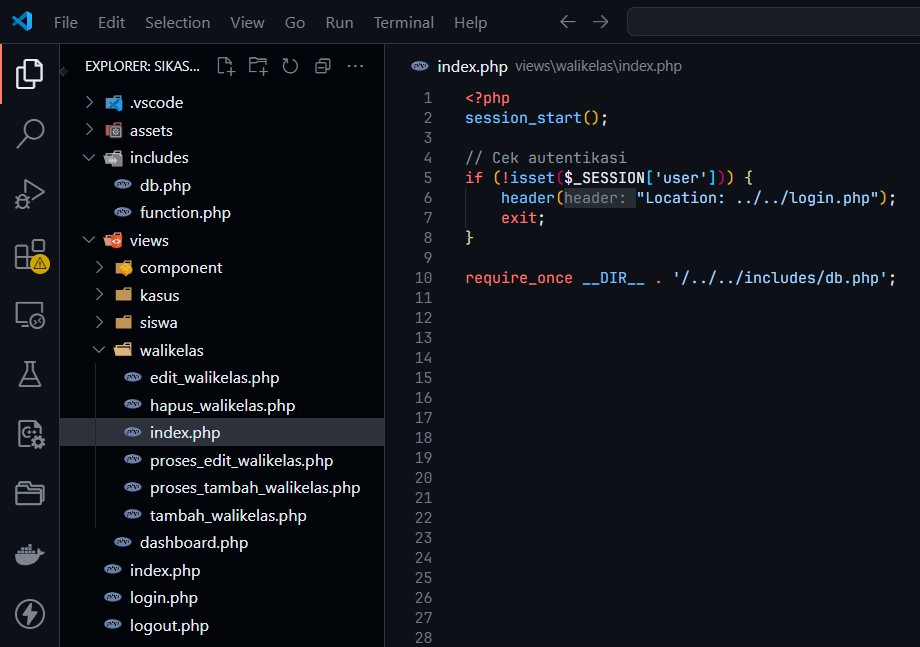 File Edit Selection View Go Run Terminal Help
EXPLORER: SIKAS...
.vscode
assets
includes
db.php
function.php
views
component
kasus
siswa
walikelas
edit_walikelas.php
hapus_walikelas.php
index.php
proses_edit_walikelas.php
proses_tambah_walikelas.php
tambah_walikelas.php
dashboard.php
index.php
login.php
logout.php
index.php views\walikelas\index.php
1 <?php
2 session_start();
3
4 // Cek autentikasi
5 if (!isset($_SESSION['user'])) {
6 header(header: "Location: ../../login.php");
7 exit;
8 }
9
10 require_once __DIR__ . '/../../includes/db.php';
11
12
13
14
15
16
17
18
19
20
21
22
23
24
25
26
27
28